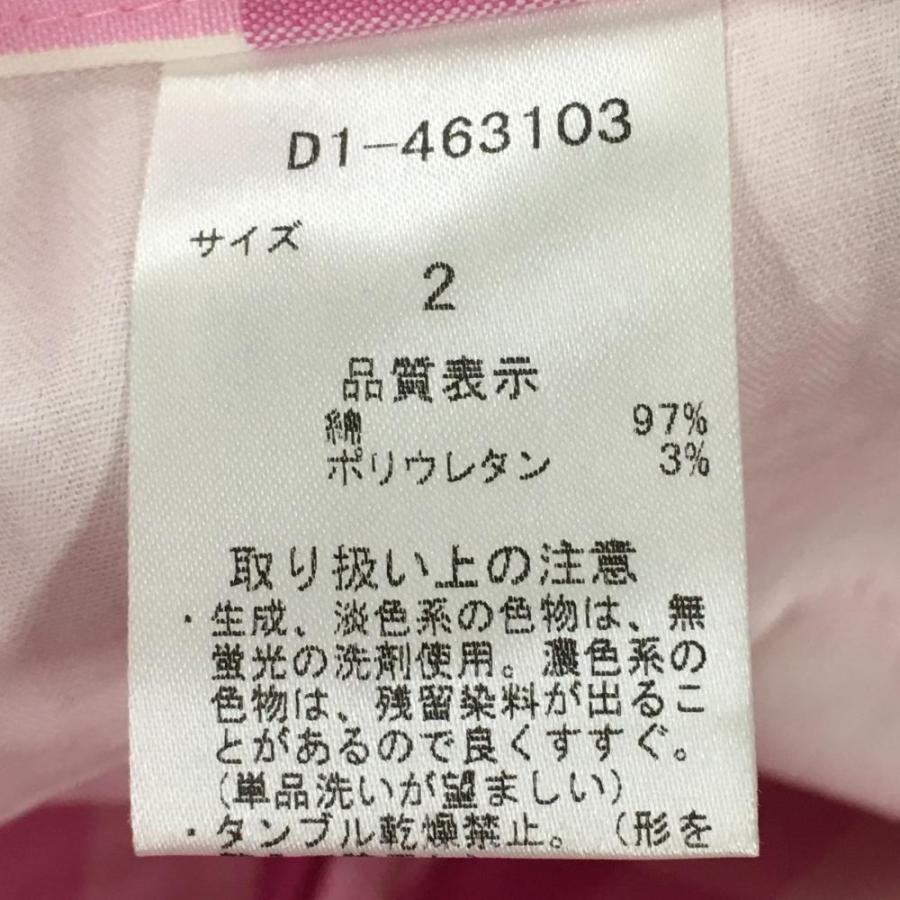 D1-463103
サイズ
2
品質表示
綿 97%
ポリウレタン 3%
取り扱い上の注意
・生成、淡色系の色物は、無
蛍光の洗剤使用。濃色系の
色物は、残留染料が出るこ
とがあるので良くすすぐ。
(単品洗いが望ましい)
・タンブル乾燥禁止。(形を